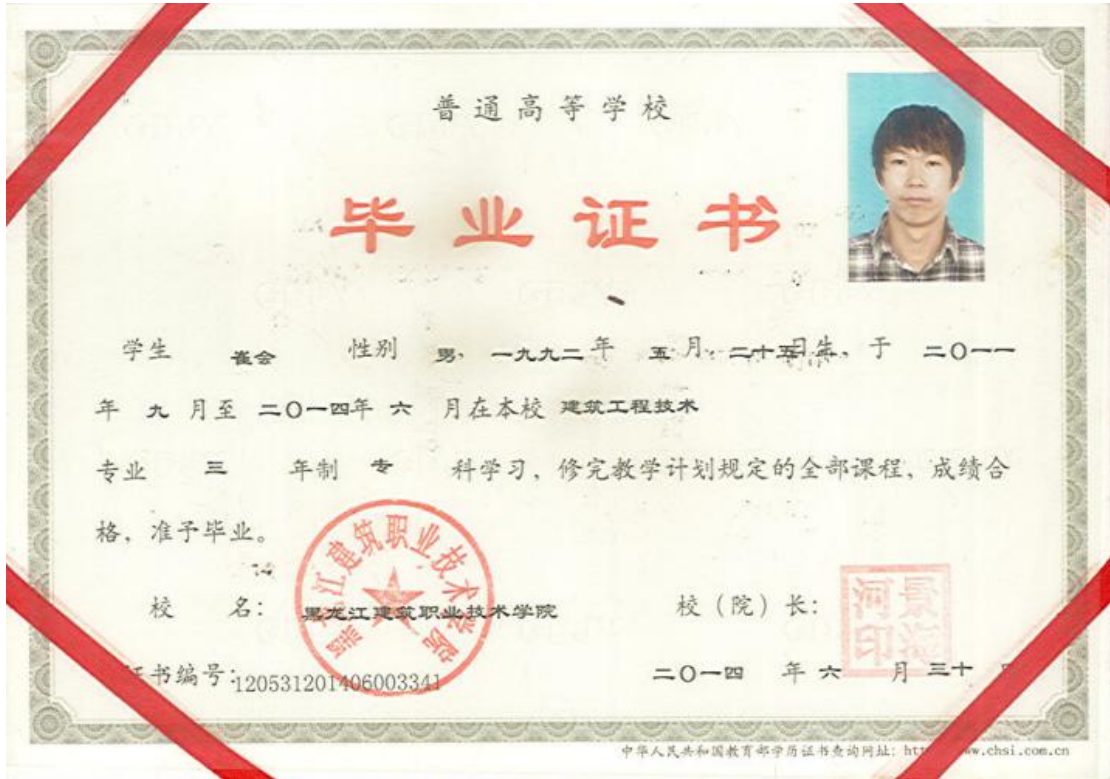 普通高等学校
毕业证书
学生 崔会 性别 男、一九九二年 五月、二十五日生、于 二〇一一
年 九 月至 二〇一四年 六 月在本校 建筑工程技术
专业 三 年制 专 科学习，修完教学计划规定的全部课程，成绩合
格，准予毕业。
校 名：黑龙江建筑职业技术学院 校（院）长：
黑龙江建筑职业技术学院
景海河印
证书编号：120531201406003341 二〇一四 年 六 月 三十
中华人民共和国教育部学历证书查询网址：htt ww.chsi.com.cn